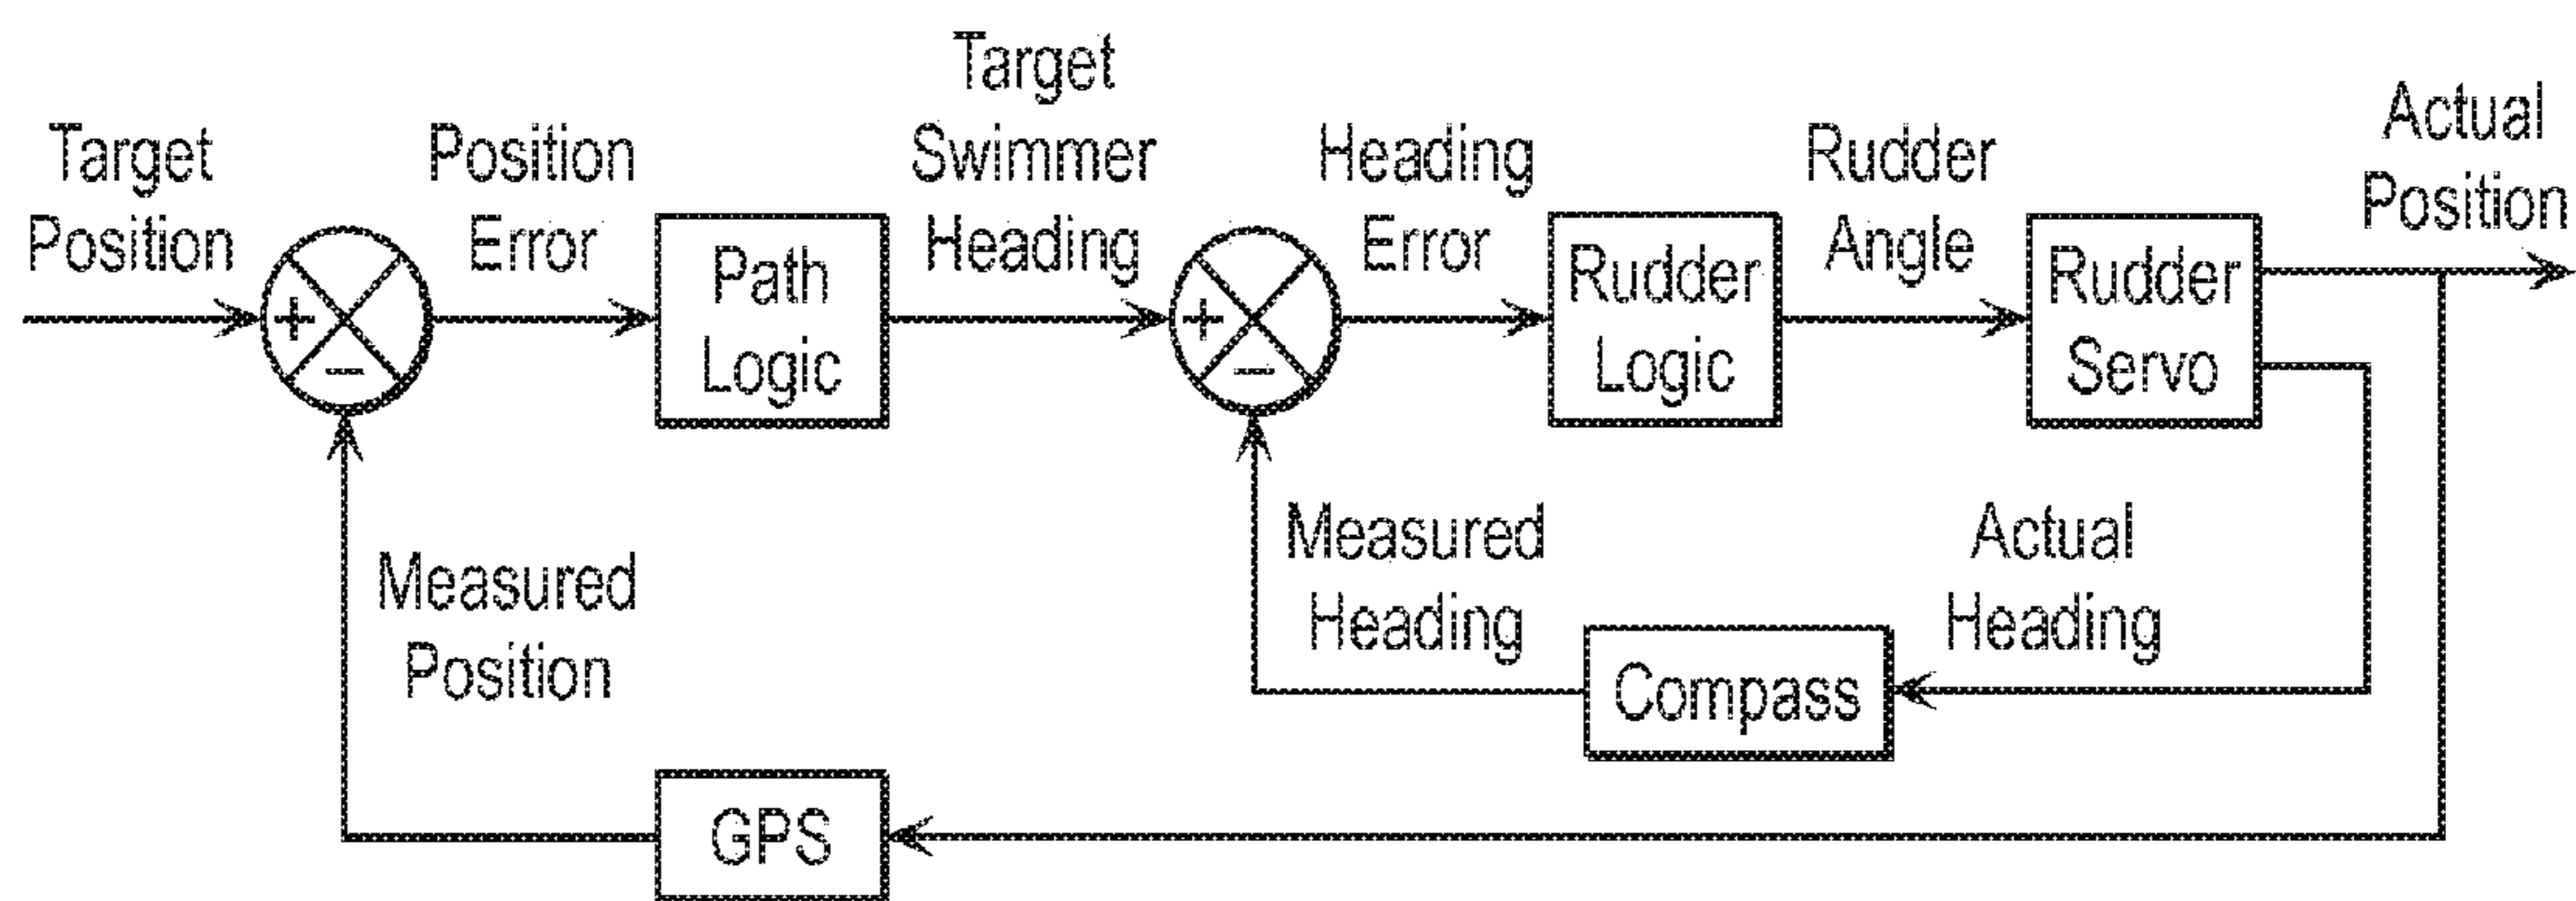 Target
Position
+
−
Position
Error
Path
Logic
Target
Swimmer
Heading
+
−
Heading
Error
Rudder
Logic
Rudder
Angle
Rudder
Servo
Actual
Position
Measured
Position
Measured
Heading
Compass
Actual
Heading
GPS